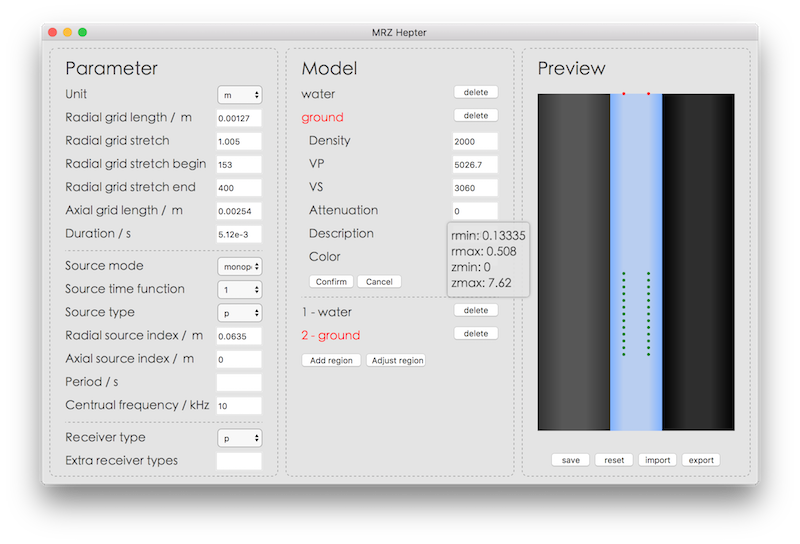 MRZ Hepter
Parameter
Unit m
Radial grid length / m 0.00127
Radial grid stretch 1.005
Radial grid stretch begin 153
Radial grid stretch end 400
Axial grid length / m 0.00254
Duration / s 5.12e-3
Source mode monop
Source time function 1
Source type p
Radial source index / m 0.0635
Axial source index / m 0
Period / s
Centrual frequency / kHz 10
Receiver type p
Extra receiver types
Model
water delete
ground delete
Density 2000
VP 5026.7
VS 3060
Attenuation 0
Description
Color
rmin: 0.13335
rmax: 0.508
zmin: 0
zmax: 7.62
Confirm Cancel
1 - water delete
2 - ground delete
Add region Adjust region
Preview
save reset import export